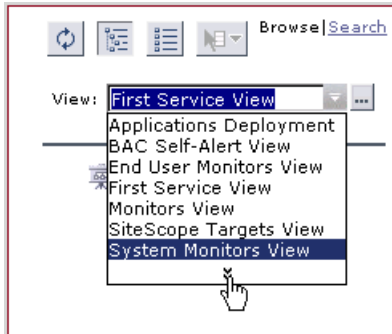 Browse|Search
View: First Service View ...
Applications Deployment
BAC Self-Alert View
End User Monitors View
First Service View
Monitors View
SiteScope Targets View
System Monitors View